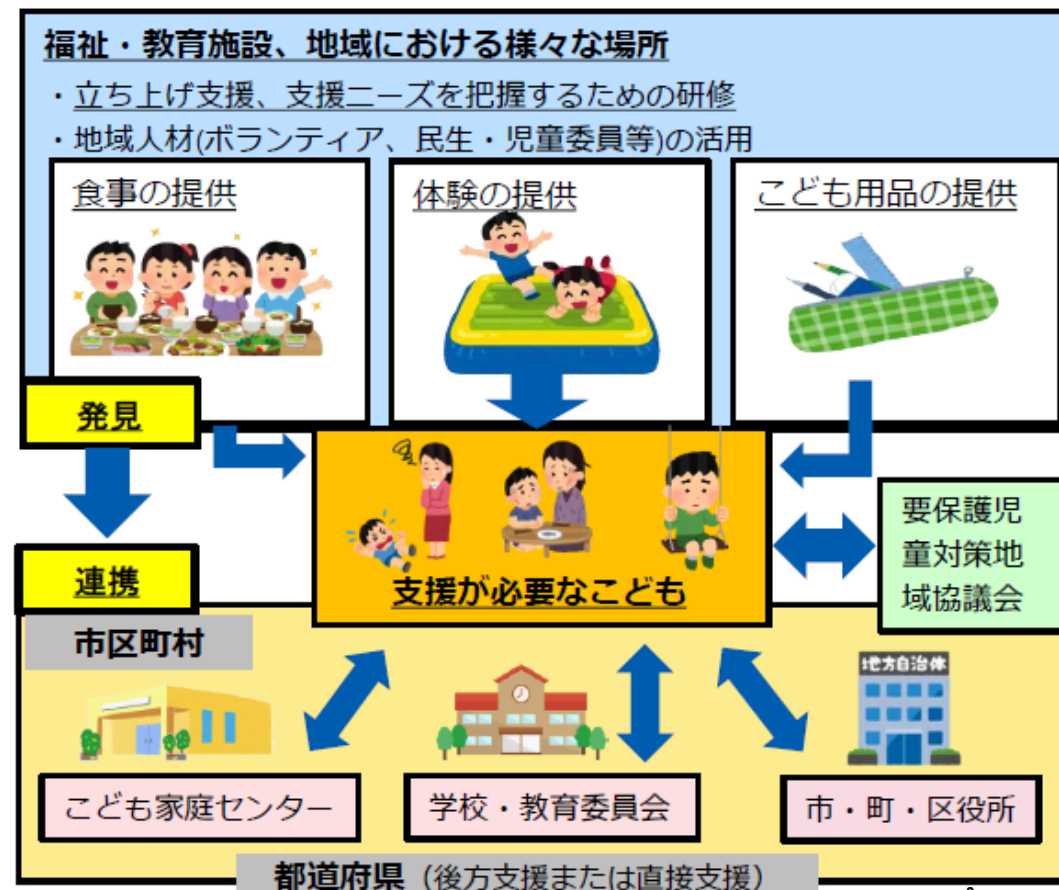 福祉・教育施設、地域における様々な場所
・立ち上げ支援、支援ニーズを把握するための研修
・地域人材(ボランティア、民生・児童委員等)の活用
食事の提供
体験の提供
こども用品の提供
発見
支援が必要なこども
要保護児
童対策地
域協議会
連携
市区町村
地方自治体
こども家庭センター
学校・教育委員会
市・町・区役所
都道府県（後方支援または直接支援）